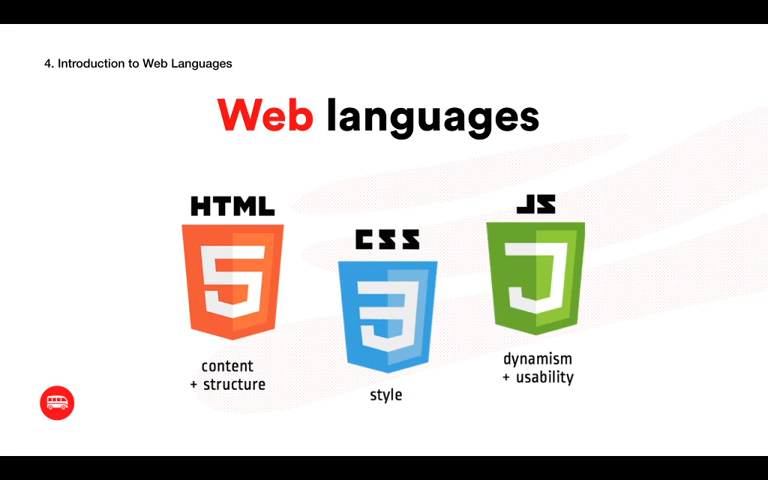 4. Introduction to Web Languages
Web languages
HTML
5
content
+ structure
CSS
3
style
JS
J
dynamism
+ usability